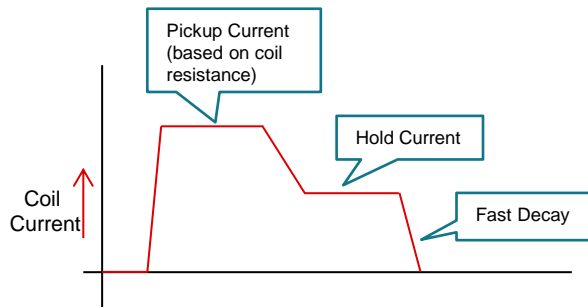 Pickup Current
(based on coil
resistance)
Hold Current
Coil
Current
Fast Decay